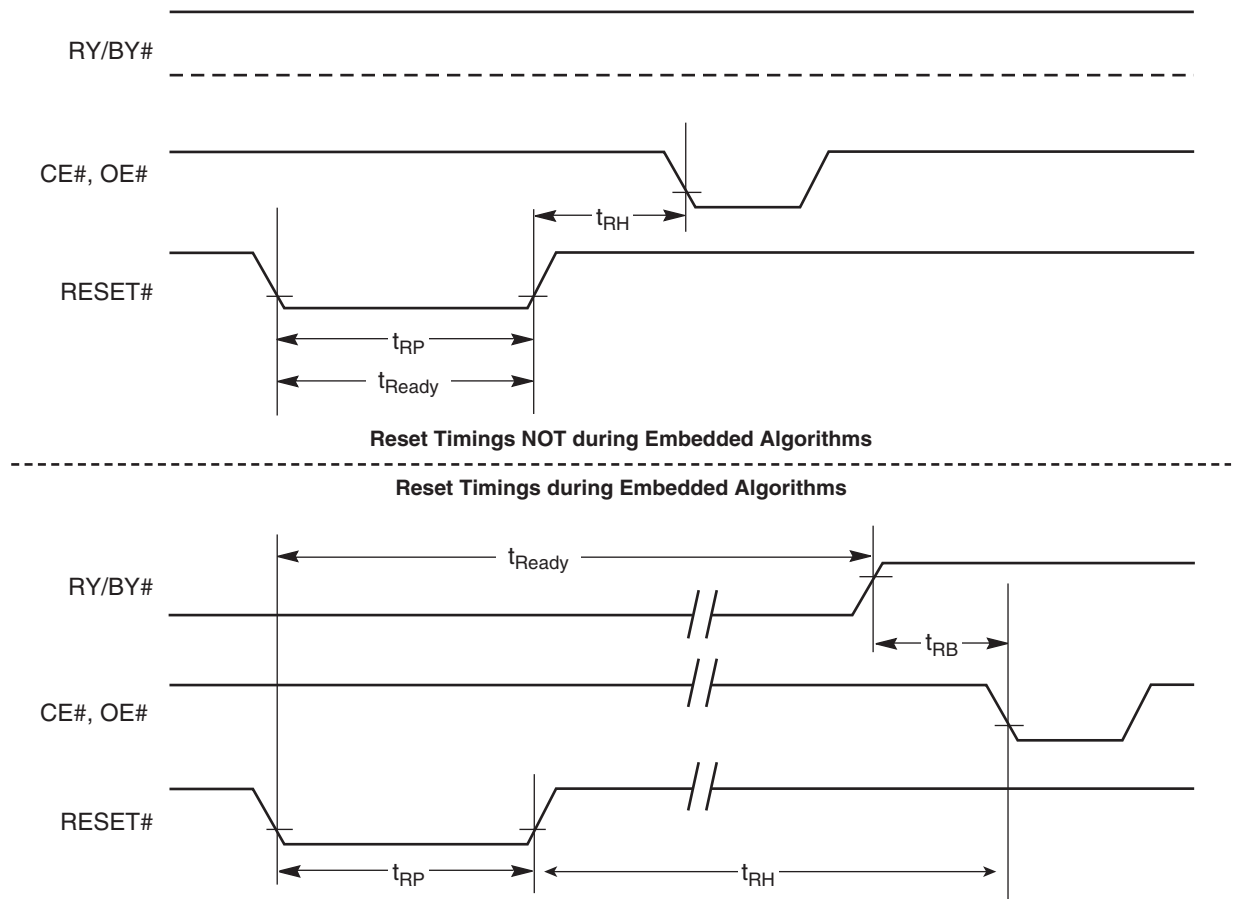 RY/BY#
CE#, OE#
tRH
RESET#
tRP
tReady
Reset Timings NOT during Embedded Algorithms
Reset Timings during Embedded Algorithms
tReady
RY/BY#
tRB
CE#, OE#
RESET#
tRP
tRH